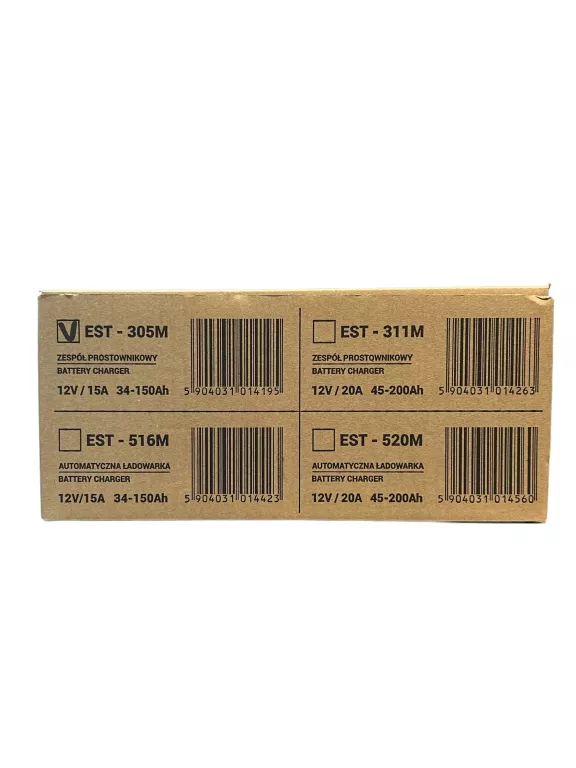 V EST - 305M
ZESPÓŁ PROSTOWNIKOWY
BATTERY CHARGER
12V / 15A 34-150Ah
5 904031 014195
EST - 311M
ZESPÓŁ PROSTOWNIKOWY
BATTERY CHARGER
12V / 20A 45-200Ah
5 904031 014263
EST - 516M
AUTOMATYCZNA ŁADOWARKA
BATTERY CHARGER
12V/15A 34-150Ah
5 904031 014423
EST - 520M
AUTOMATYCZNA ŁADOWARKA
BATTERY CHARGER
12V / 20A 45-200Ah
5 904031 014560